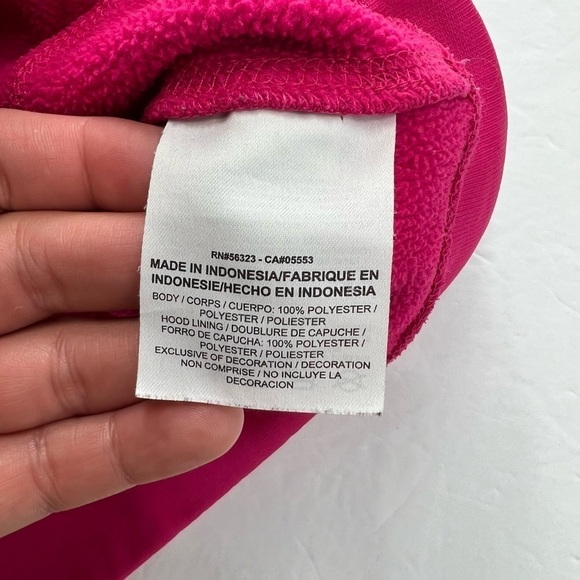 RN#56323 - CA#05553
MADE IN INDONESIA/FABRIQUE EN
INDONESIE/HECHO EN INDONESIA
BODY / CORPS / CUERPO: 100% POLYESTER /
POLYESTER / POLIESTER
HOOD LINING / DOUBLURE DE CAPUCHE /
FORRO DE CAPUCHA: 100% POLYESTER /
POLYESTER / POLIESTER
EXCLUSIVE OF DECORATION / DECORATION
NON COMPRISE / NO INCLUYE LA
DECORACION